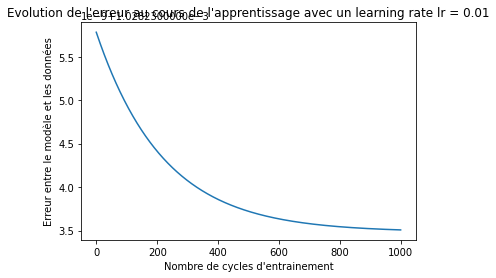 Evolution de l'erreur au cours de l'apprentissage avec un learning rate lr = 0.01
5.5
5.0
4.5
4.0
3.5
0 200 400 600 800 1000
Erreur entre le modèle et les données
Nombre de cycles d'entrainement